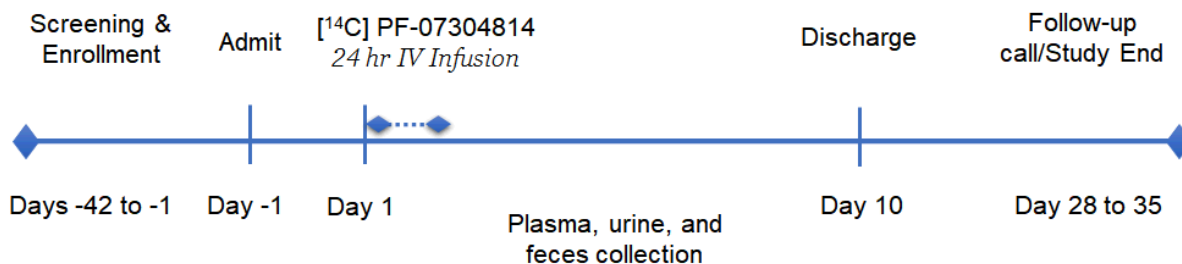 Screening &
Enrollment
Admit
[¹⁴C] PF-07304814
24 hr IV Infusion
Discharge
Follow-up
call/Study End
Days -42 to -1
Day -1
Day 1
Plasma, urine, and
feces collection
Day 10
Day 28 to 35